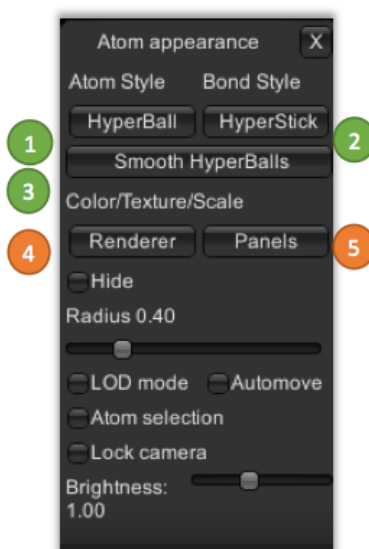 Atom appearance X
Atom Style Bond Style
HyperBall HyperStick
1 2
Smooth HyperBalls
3
Color/Texture/Scale
4 Renderer Panels 5
Hide
Radius 0.40
LOD mode Automove
Atom selection
Lock camera
Brightness:
1.00